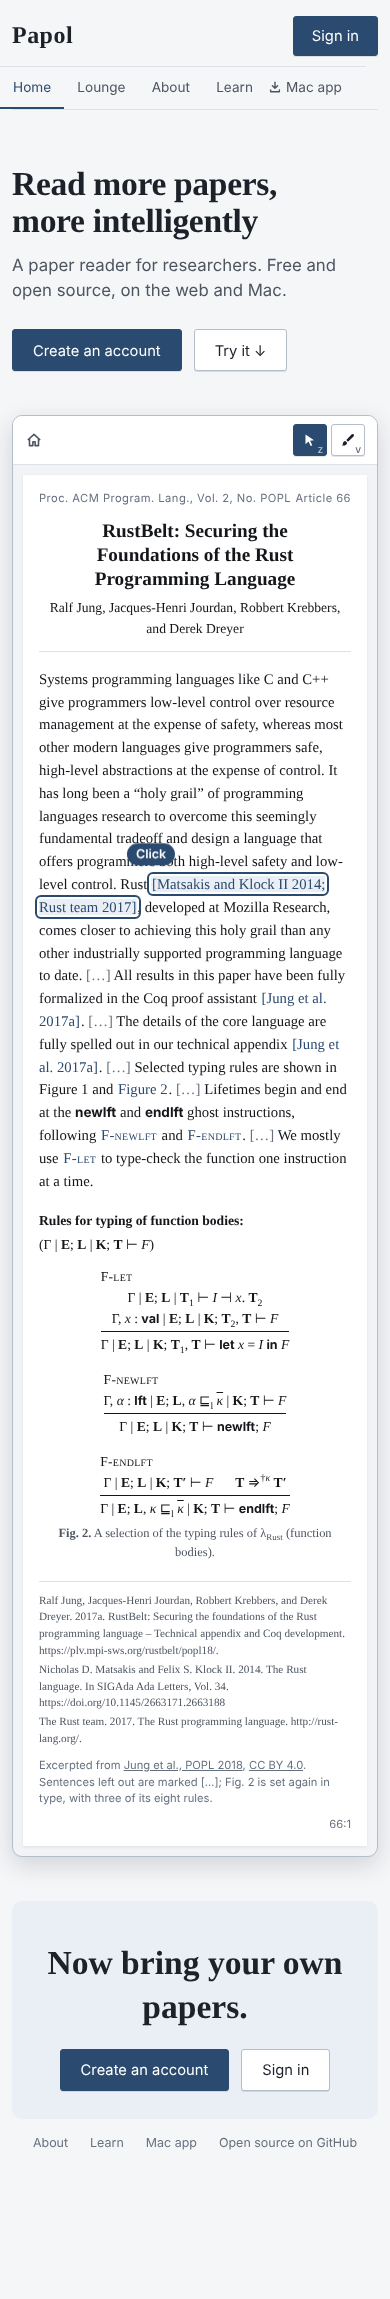 Papol
Sign in
Home Lounge About Learn Mac app
Read more papers,
more intelligently
A paper reader for researchers. Free and
open source, on the web and Mac.
Create an account Try it ↓
z v
Proc. ACM Program. Lang., Vol. 2, No. POPL Article 66
RustBelt: Securing the
Foundations of the Rust
Programming Language
Ralf Jung, Jacques-Henri Jourdan, Robbert Krebbers,
and Derek Dreyer
Systems programming languages like C and C++
give programmers low-level control over resource
management at the expense of safety, whereas most
other modern languages give programmers safe,
high-level abstractions at the expense of control. It
has long been a “holy grail” of programming
languages research to overcome this seemingly
fundamental tradeoff and design a language that
Click
offers high-level safety and low-
level control. Rust [Matsakis and Klock II 2014;
Rust team 2017], developed at Mozilla Research,
comes closer to achieving this holy grail than any
other industrially supported programming language
to date. […] All results in this paper have been fully
formalized in the Coq proof assistant [Jung et al.
2017a]. […] The details of the core language are
fully spelled out in our technical appendix [Jung et
al. 2017a]. […] Selected typing rules are shown in
Figure 1 and Figure 2. […] Lifetimes begin and end
at the newlft and endlft ghost instructions,
following F-newlft and F-endlft. […] We mostly
use F-let to type-check the function one instruction
at a time.
Rules for typing of function bodies:
(Γ | E; L | K; T ⊢ F)
F-let
Γ | E; L | T1 ⊢ I ⊣ x. T2
Γ, x : val | E; L | K; T2, T ⊢ F
Γ | E; L | K; T1, T ⊢ let x = I in F
F-newlft
Γ, α : lft | E; L, α ⊑l κ̅ | K; T ⊢ F
Γ | E; L | K; T ⊢ newlft; F
F-endlft
Γ | E; L | K; T′ ⊢ F T ⇒†κ T′
Γ | E; L, κ ⊑l κ̅ | K; T ⊢ endlft; F
Fig. 2. A selection of the typing rules of λRust (function
bodies).
Ralf Jung, Jacques-Henri Jourdan, Robbert Krebbers, and Derek
Dreyer. 2017a. RustBelt: Securing the foundations of the Rust
programming language – Technical appendix and Coq development.
https://plv.mpi-sws.org/rustbelt/popl18/.
Nicholas D. Matsakis and Felix S. Klock II. 2014. The Rust
language. In SIGAda Ada Letters, Vol. 34.
https://doi.org/10.1145/2663171.2663188
The Rust team. 2017. The Rust programming language. http://rust-
lang.org/.
Excerpted from Jung et al., POPL 2018, CC BY 4.0.
Sentences left out are marked […]; Fig. 2 is set again in
type, with three of its eight rules.
66:1
Now bring your own
papers.
Create an account Sign in
About Learn Mac app Open source on GitHub